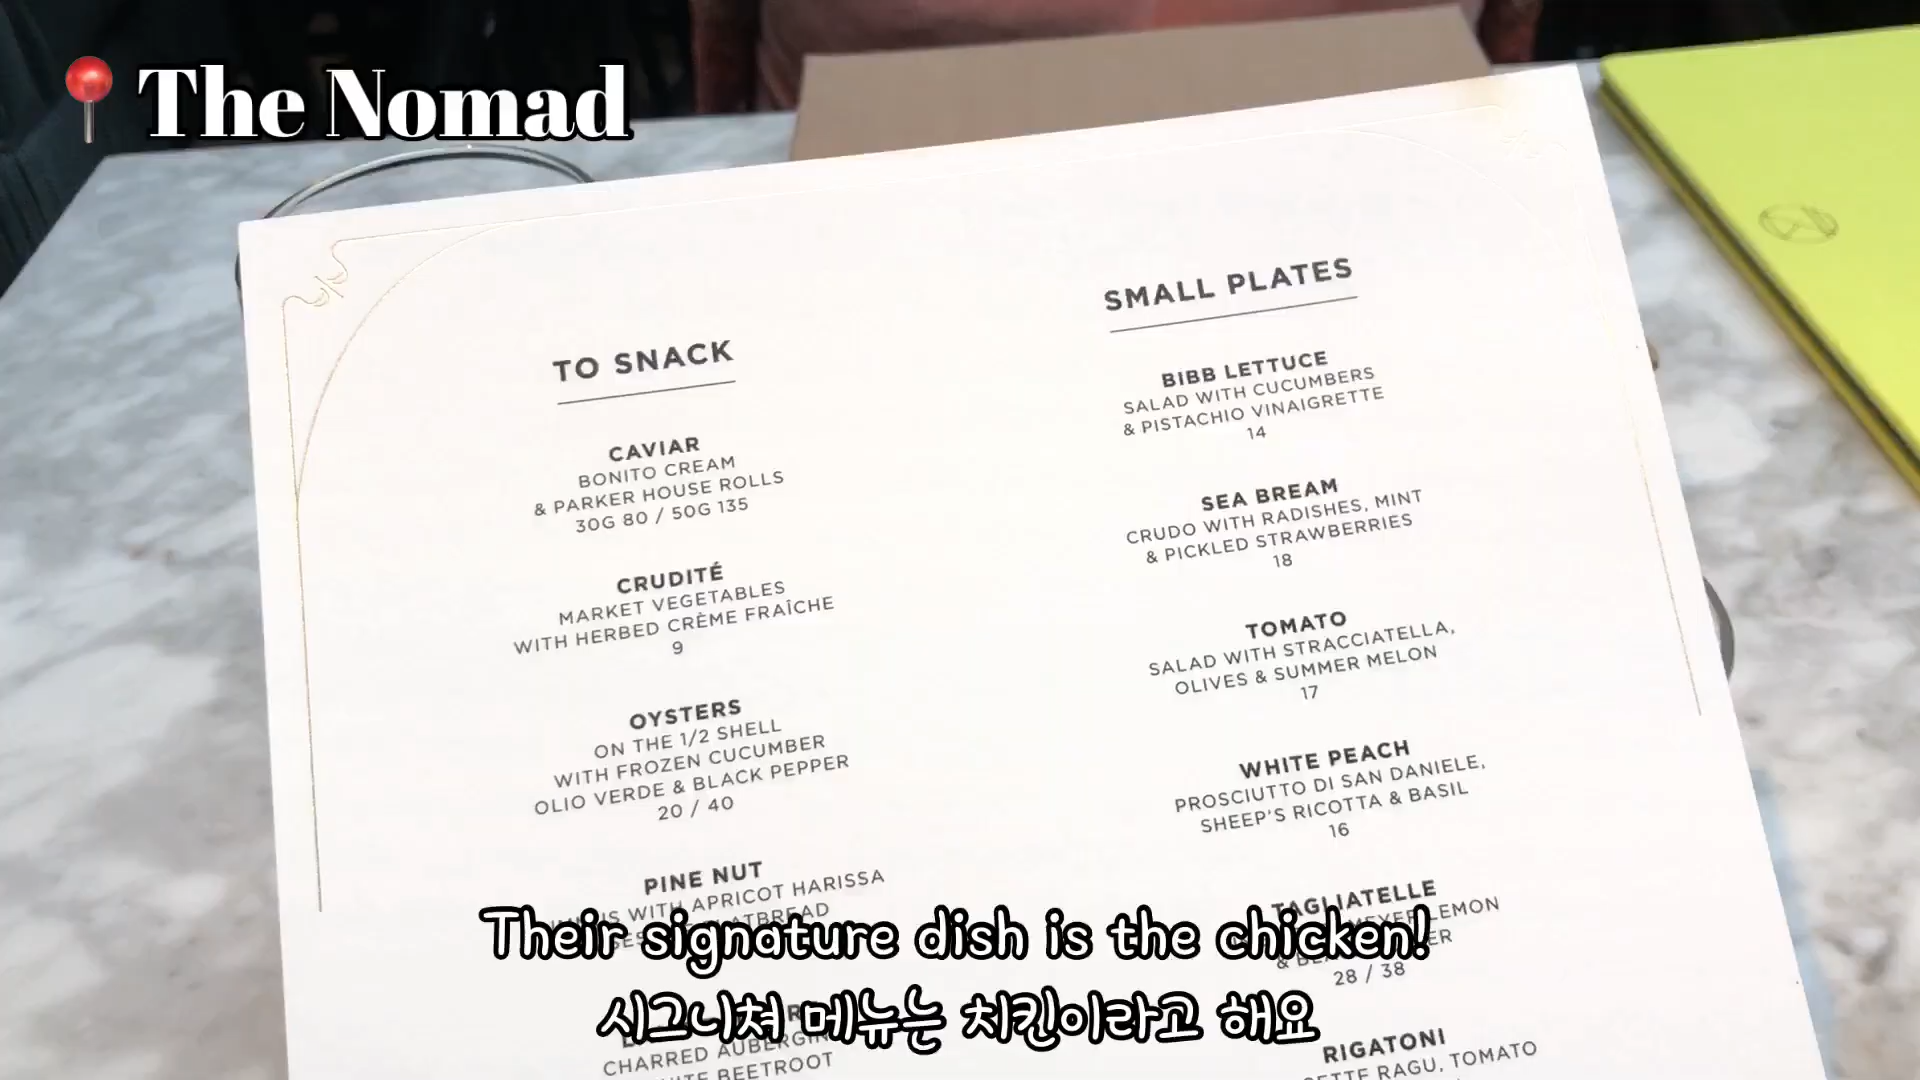 The Nomad
TO SNACK
CAVIAR
BONITO CREAM
& PARKER HOUSE ROLLS
30G 80 / 50G 135
CRUDITÉ
MARKET VEGETABLES
WITH HERBED CRÈME FRAÎCHE
9
OYSTERS
ON THE 1/2 SHELL
WITH FROZEN CUCUMBER
OLIO VERDE & BLACK PEPPER
20 / 40
PINE NUT
WITH APRICOT HARISSA
CHARRED
BEETROOT
SMALL PLATES
BIBB LETTUCE
SALAD WITH CUCUMBERS
& PISTACHIO VINAIGRETTE
14
SEA BREAM
CRUDO WITH RADISHES, MINT
& PICKLED STRAWBERRIES
18
TOMATO
SALAD WITH STRACCIATELLA,
OLIVES & SUMMER MELON
17
WHITE PEACH
PROSCIUTTO DI SAN DANIELE,
SHEEP'S RICOTTA & BASIL
16
TAGLIATELLE
MEYER LEMON
28 / 38
RIGATONI
RAGU, TOMATO
Their signature dish is the chicken!
시그니쳐 메뉴는 치킨이라고 해요